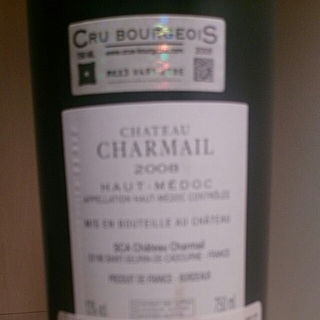 CRU BOURGEOIS
CHATEAU
CHARMAIL
2008
HAUT-MÉDOC
APPELLATION HAUT-MÉDOC CONTRÔLÉE
MIS EN BOUTEILLE AU CHÂTEAU
SCA Château Charmail
FRANCE
PRODUIT DE FRANCE - BORDEAUX
750 ml